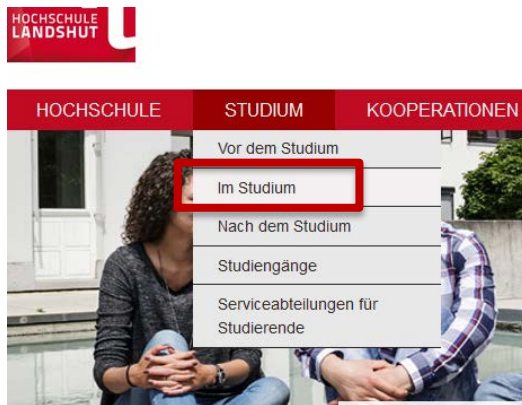 HOCHSCHULE
LANDSHUT
HOCHSCHULE STUDIUM KOOPERATIONEN
Vor dem Studium
Im Studium
Nach dem Studium
Studiengänge
Serviceabteilungen für
Studierende